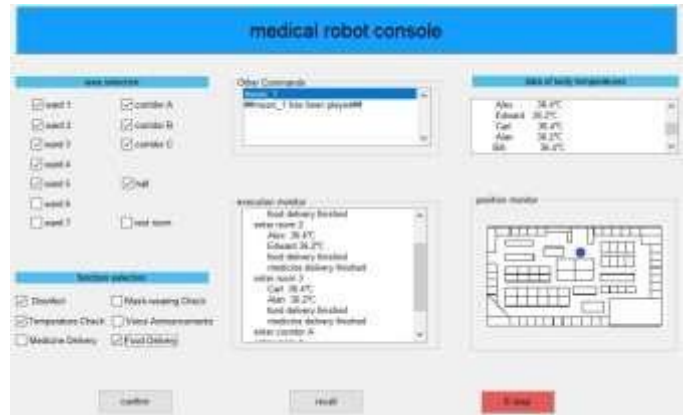 medical robot console
area selection
ward 1
corridor A
ward 2
corridor B
ward 3
corridor C
ward 4
ward 5
hall
ward 6
ward 7
rest room
function selection
Disinfect
Mask-wearing Check
Temperature Check
Voice Announcements
Medicine Delivery
Food Delivery
Other Commands
music_1
##music_1 has been played##
execution monitor
food delivery finished
enter room 2
Alex 36.4℃
Edward 36.2℃
food delivery finished
medicine delivery finished
enter room 3
Carl 36.4℃
Alan 36.2℃
food delivery finished
medicine delivery finished
enter corridor A
data of body temperatures
Alex 36.4℃
Edward 36.2℃
Carl 36.4℃
Alan 36.2℃
Bill 36.4℃
position monitor
confirm
recall